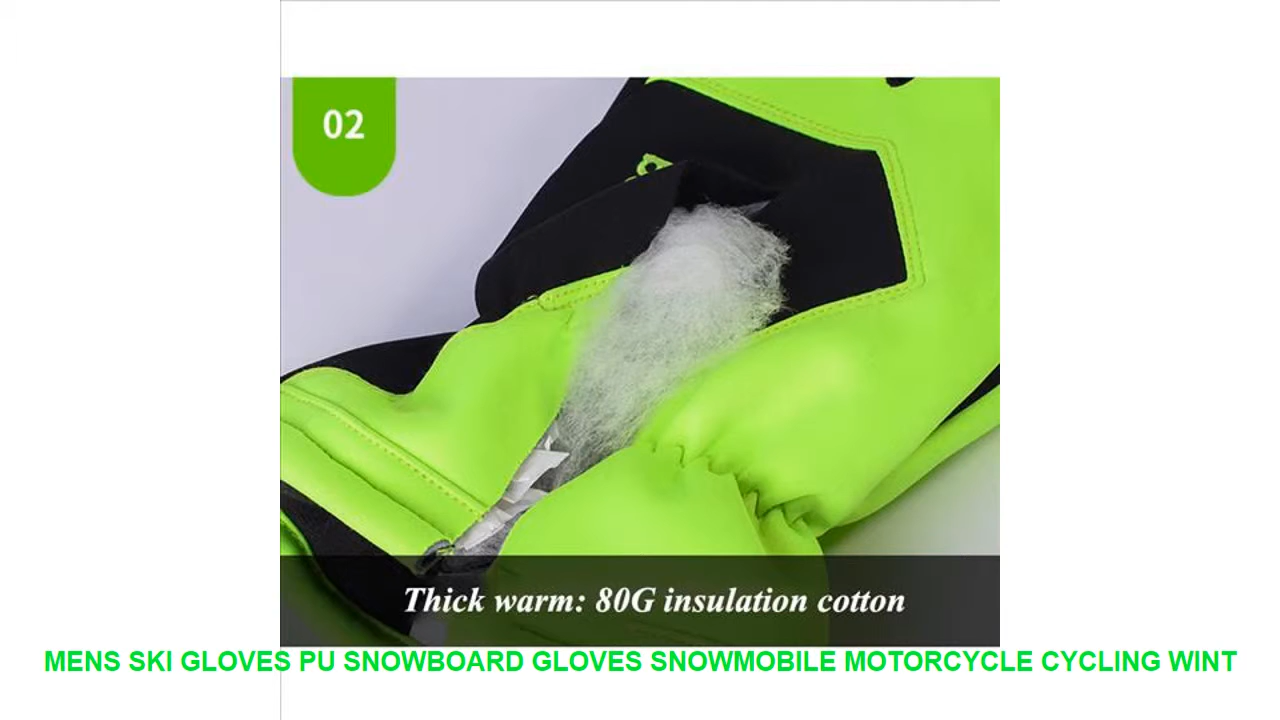 02
Thick warm: 80G insulation cotton
MENS SKI GLOVES PU SNOWBOARD GLOVES SNOWMOBILE MOTORCYCLE CYCLING WINT